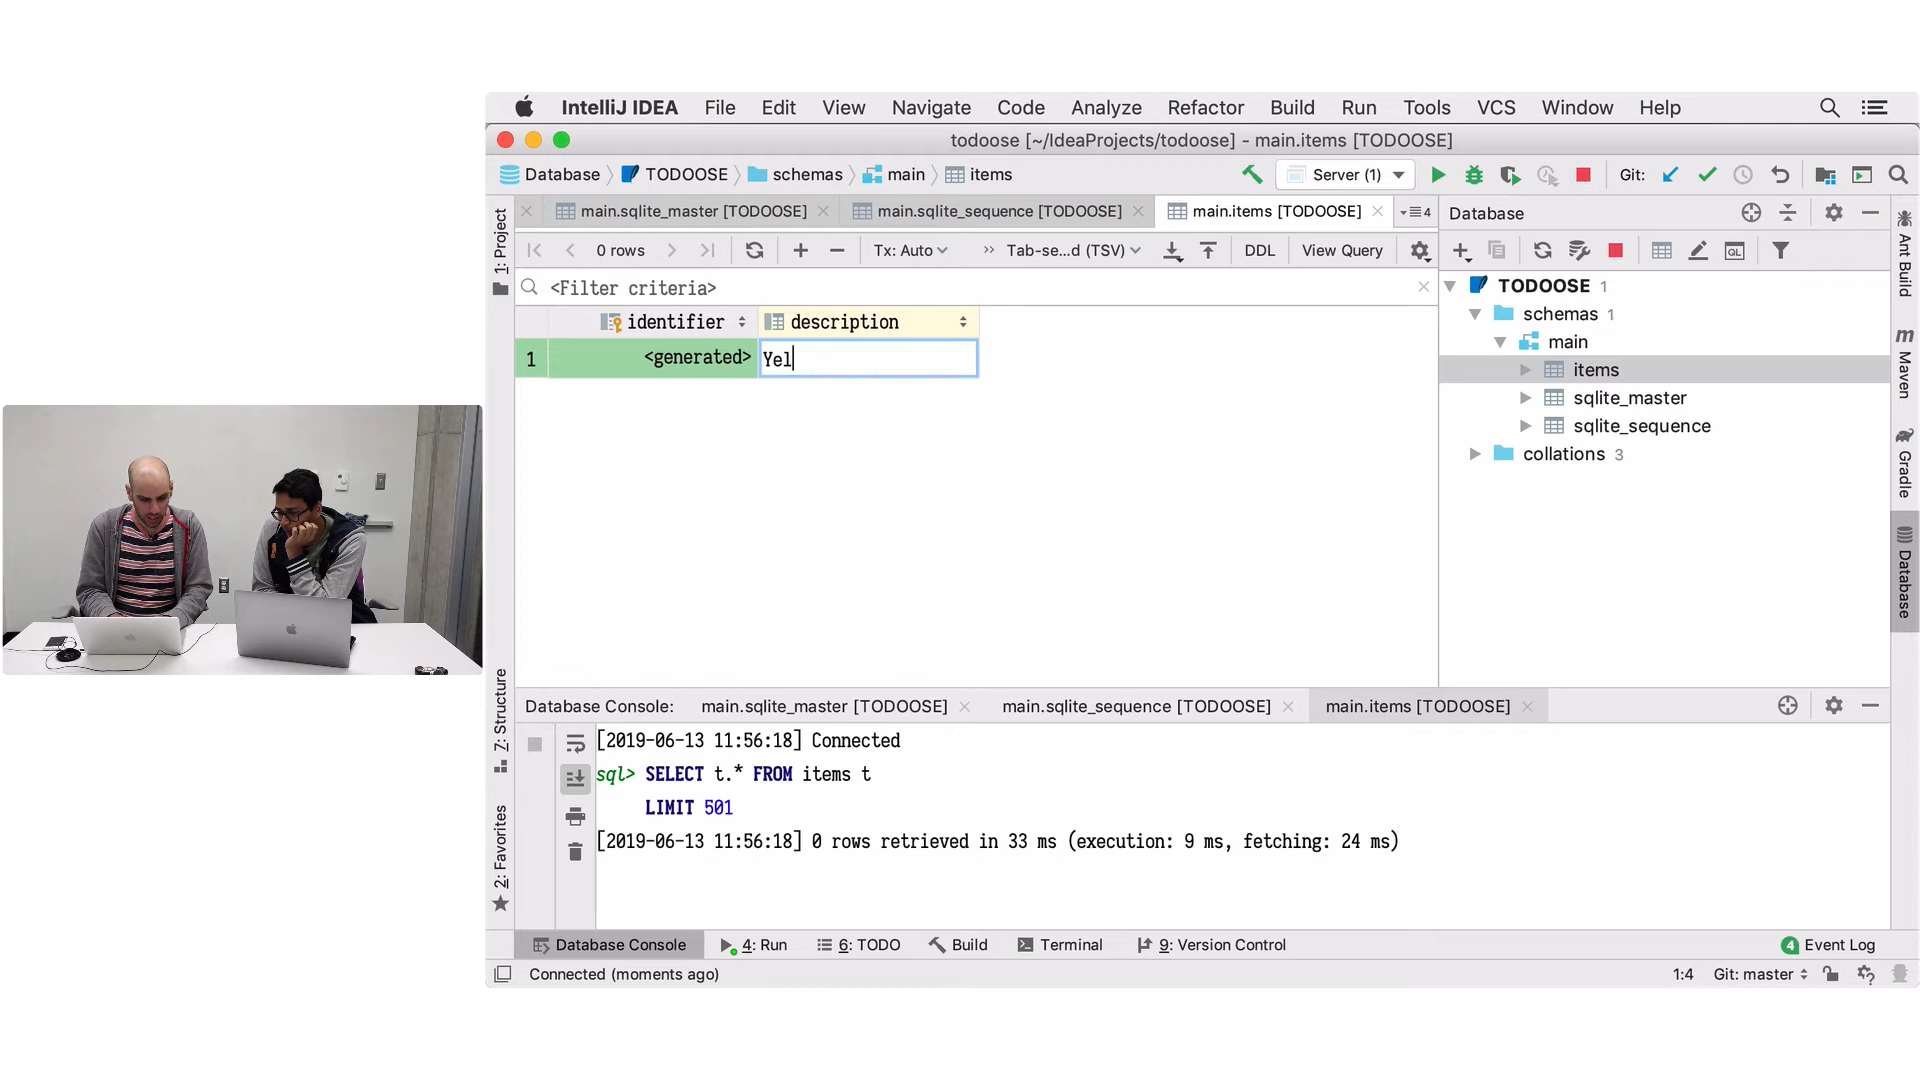 IntelliJ IDEA File Edit View Navigate Code Analyze Refactor Build Run Tools VCS Window Help
todoose [~/IdeaProjects/todoose] - main.items [TODOOSE]
Database TODOOSE schemas main items Server (1) Git:
main.sqlite_master [TODOOSE] main.sqlite_sequence [TODOOSE] main.items [TODOOSE] 4
0 rows Tx: Auto Tab-se...d (TSV) DDL View Query
<Filter criteria>
identifier description
1 <generated> Yel
Database
TODOOSE 1
schemas 1
main
items
sqlite_master
sqlite_sequence
collations 3
1: Project
7: Structure
2: Favorites
Ant Build
Maven
Gradle
Database
Database Console: main.sqlite_master [TODOOSE] main.sqlite_sequence [TODOOSE] main.items [TODOOSE]
[2019-06-13 11:56:18] Connected
sql> SELECT t.* FROM items t
LIMIT 501
[2019-06-13 11:56:18] 0 rows retrieved in 33 ms (execution: 9 ms, fetching: 24 ms)
Database Console 4: Run 6: TODO Build Terminal 9: Version Control 4 Event Log
Connected (moments ago) 1:4 Git: master